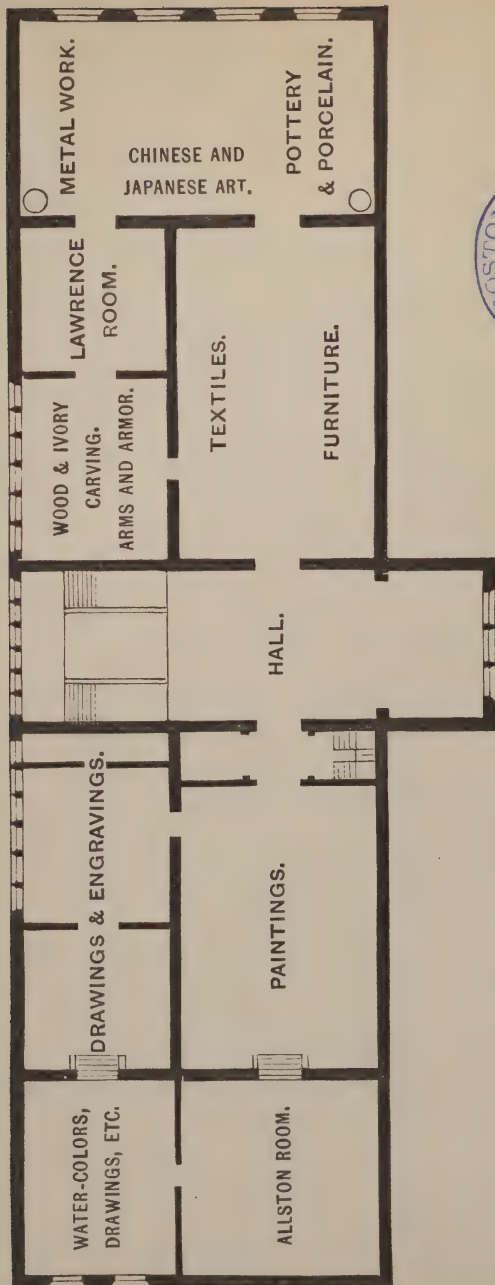 METAL WORK.
CHINESE AND
JAPANESE ART.
POTTERY
& PORCELAIN.
LAWRENCE
ROOM.
WOOD & IVORY
CARVING.
ARMS AND ARMOR.
TEXTILES.
FURNITURE.
HALL.
DRAWINGS & ENGRAVINGS.
PAINTINGS.
WATER-COLORS,
DRAWINGS, ETC.
ALLSTON ROOM.